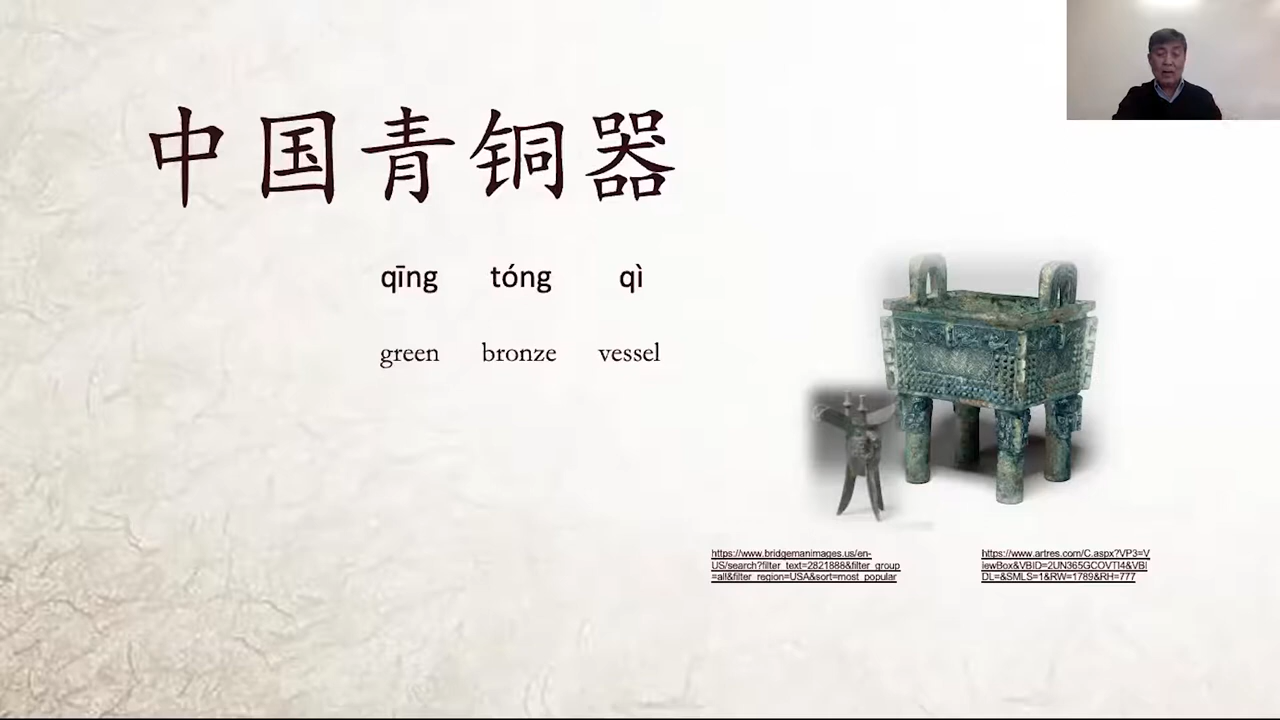 中国青铜器
qīng tóng qì
green bronze vessel
https://www.bridgemanimages.us/en-
US/search?filter_text=2821888&filter_group
=all&filter_region=USA&sort=most_popular
https://www.artres.com/C.aspx?VP3=V
iewBox&VBID=2UN365GCOVTI4&VBI
DL=&SMLS=1&RW=1789&RH=777